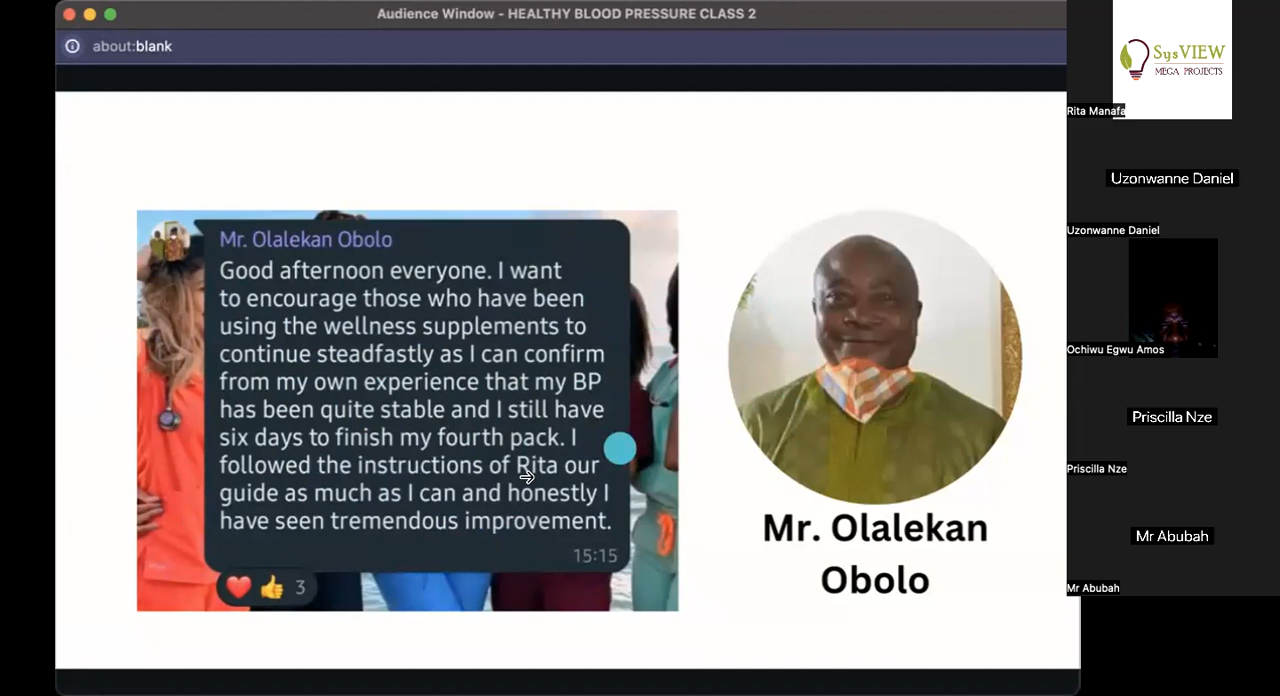 Audience Window - HEALTHY BLOOD PRESSURE CLASS 2
about:blank
Mr. Olalekan Obolo
Good afternoon everyone. I want
to encourage those who have been
using the wellness supplements to
continue steadfastly as I can confirm
from my own experience that my BP
has been quite stable and I still have
six days to finish my fourth pack. I
followed the instructions of Rita our
guide as much as I can and honestly I
have seen tremendous improvement.
15:15
3
Mr. Olalekan
Obolo
SysVIEW
MEGA PROJECTS
Rita Manafa
Uzonwanne Daniel
Uzonwanne Daniel
Ochiwu Egwu Amos
Priscilla Nze
Priscilla Nze
Mr Abubah
Mr Abubah